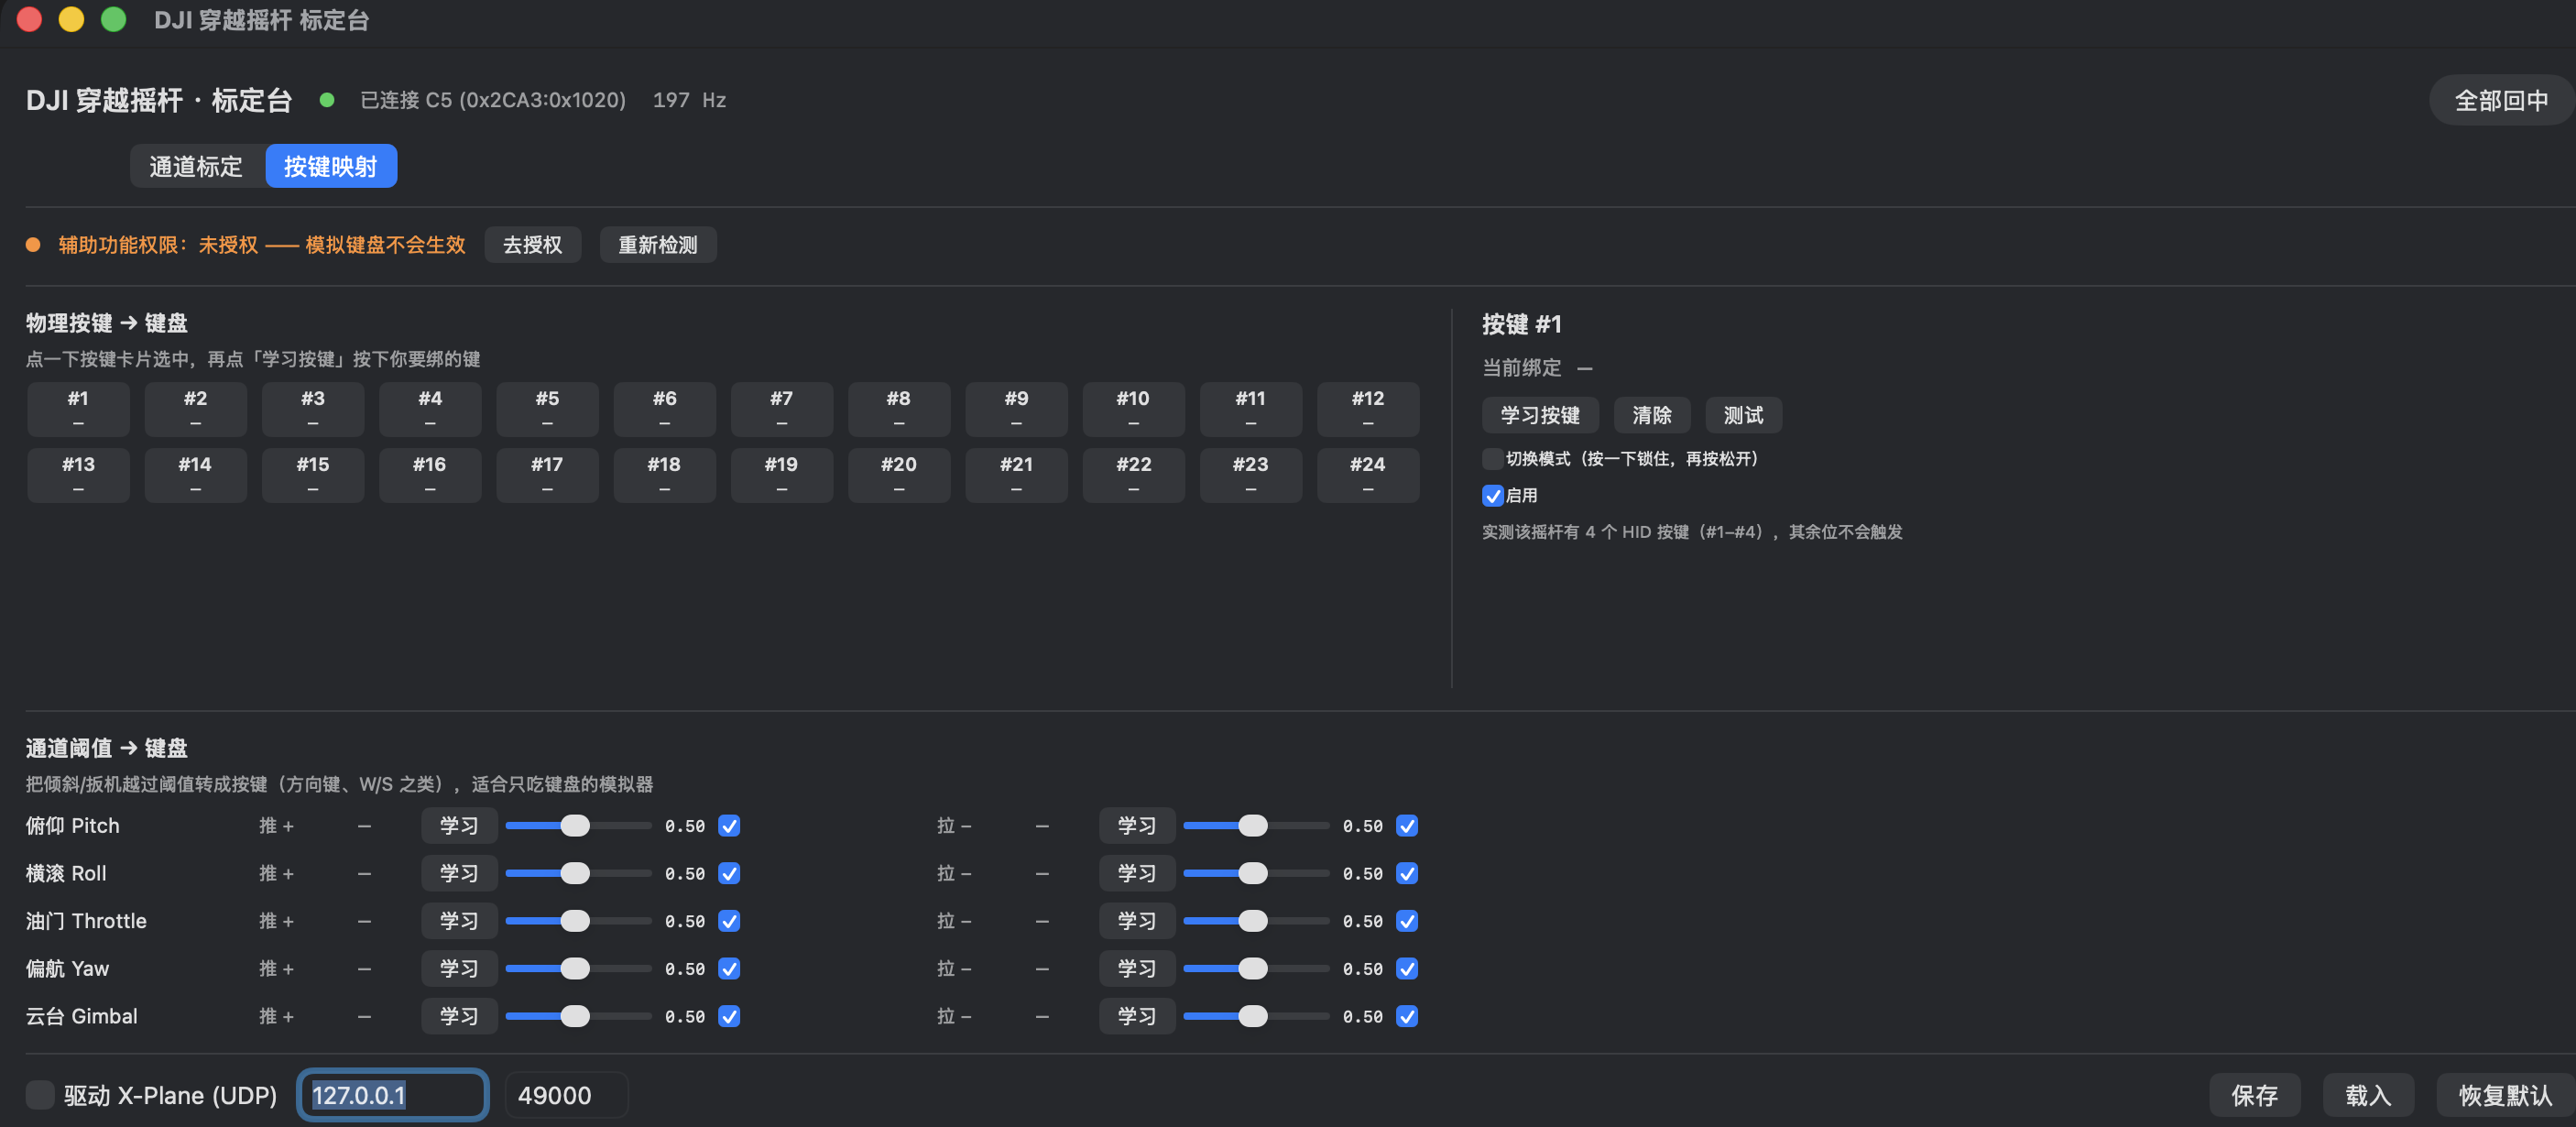 DJI 穿越摇杆 标定台
DJI 穿越摇杆 · 标定台 已连接 C5 (0x2CA3:0x1020) 197 Hz 全部回中
通道标定 按键映射
辅助功能权限：未授权 —— 模拟键盘不会生效 去授权 重新检测
物理按键 → 键盘
点一下按键卡片选中，再点「学习按键」按下你要绑的键
#1 #2 #3 #4 #5 #6 #7 #8 #9 #10 #11 #12
— — — — — — — — — — — —
#13 #14 #15 #16 #17 #18 #19 #20 #21 #22 #23 #24
— — — — — — — — — — — —
按键 #1
当前绑定 —
学习按键 清除 测试
切换模式（按一下锁住，再按松开）
启用
实测该摇杆有 4 个 HID 按键（#1–#4），其余位不会触发
通道阈值 → 键盘
把倾斜/扳机越过阈值转成按键（方向键、W/S 之类），适合只吃键盘的模拟器
俯仰 Pitch 推 + — 学习 0.50 拉 − — 学习 0.50
横滚 Roll 推 + — 学习 0.50 拉 − — 学习 0.50
油门 Throttle 推 + — 学习 0.50 拉 − — 学习 0.50
偏航 Yaw 推 + — 学习 0.50 拉 − — 学习 0.50
云台 Gimbal 推 + — 学习 0.50 拉 − — 学习 0.50
驱动 X-Plane (UDP) 127.0.0.1 49000 保存 载入 恢复默认